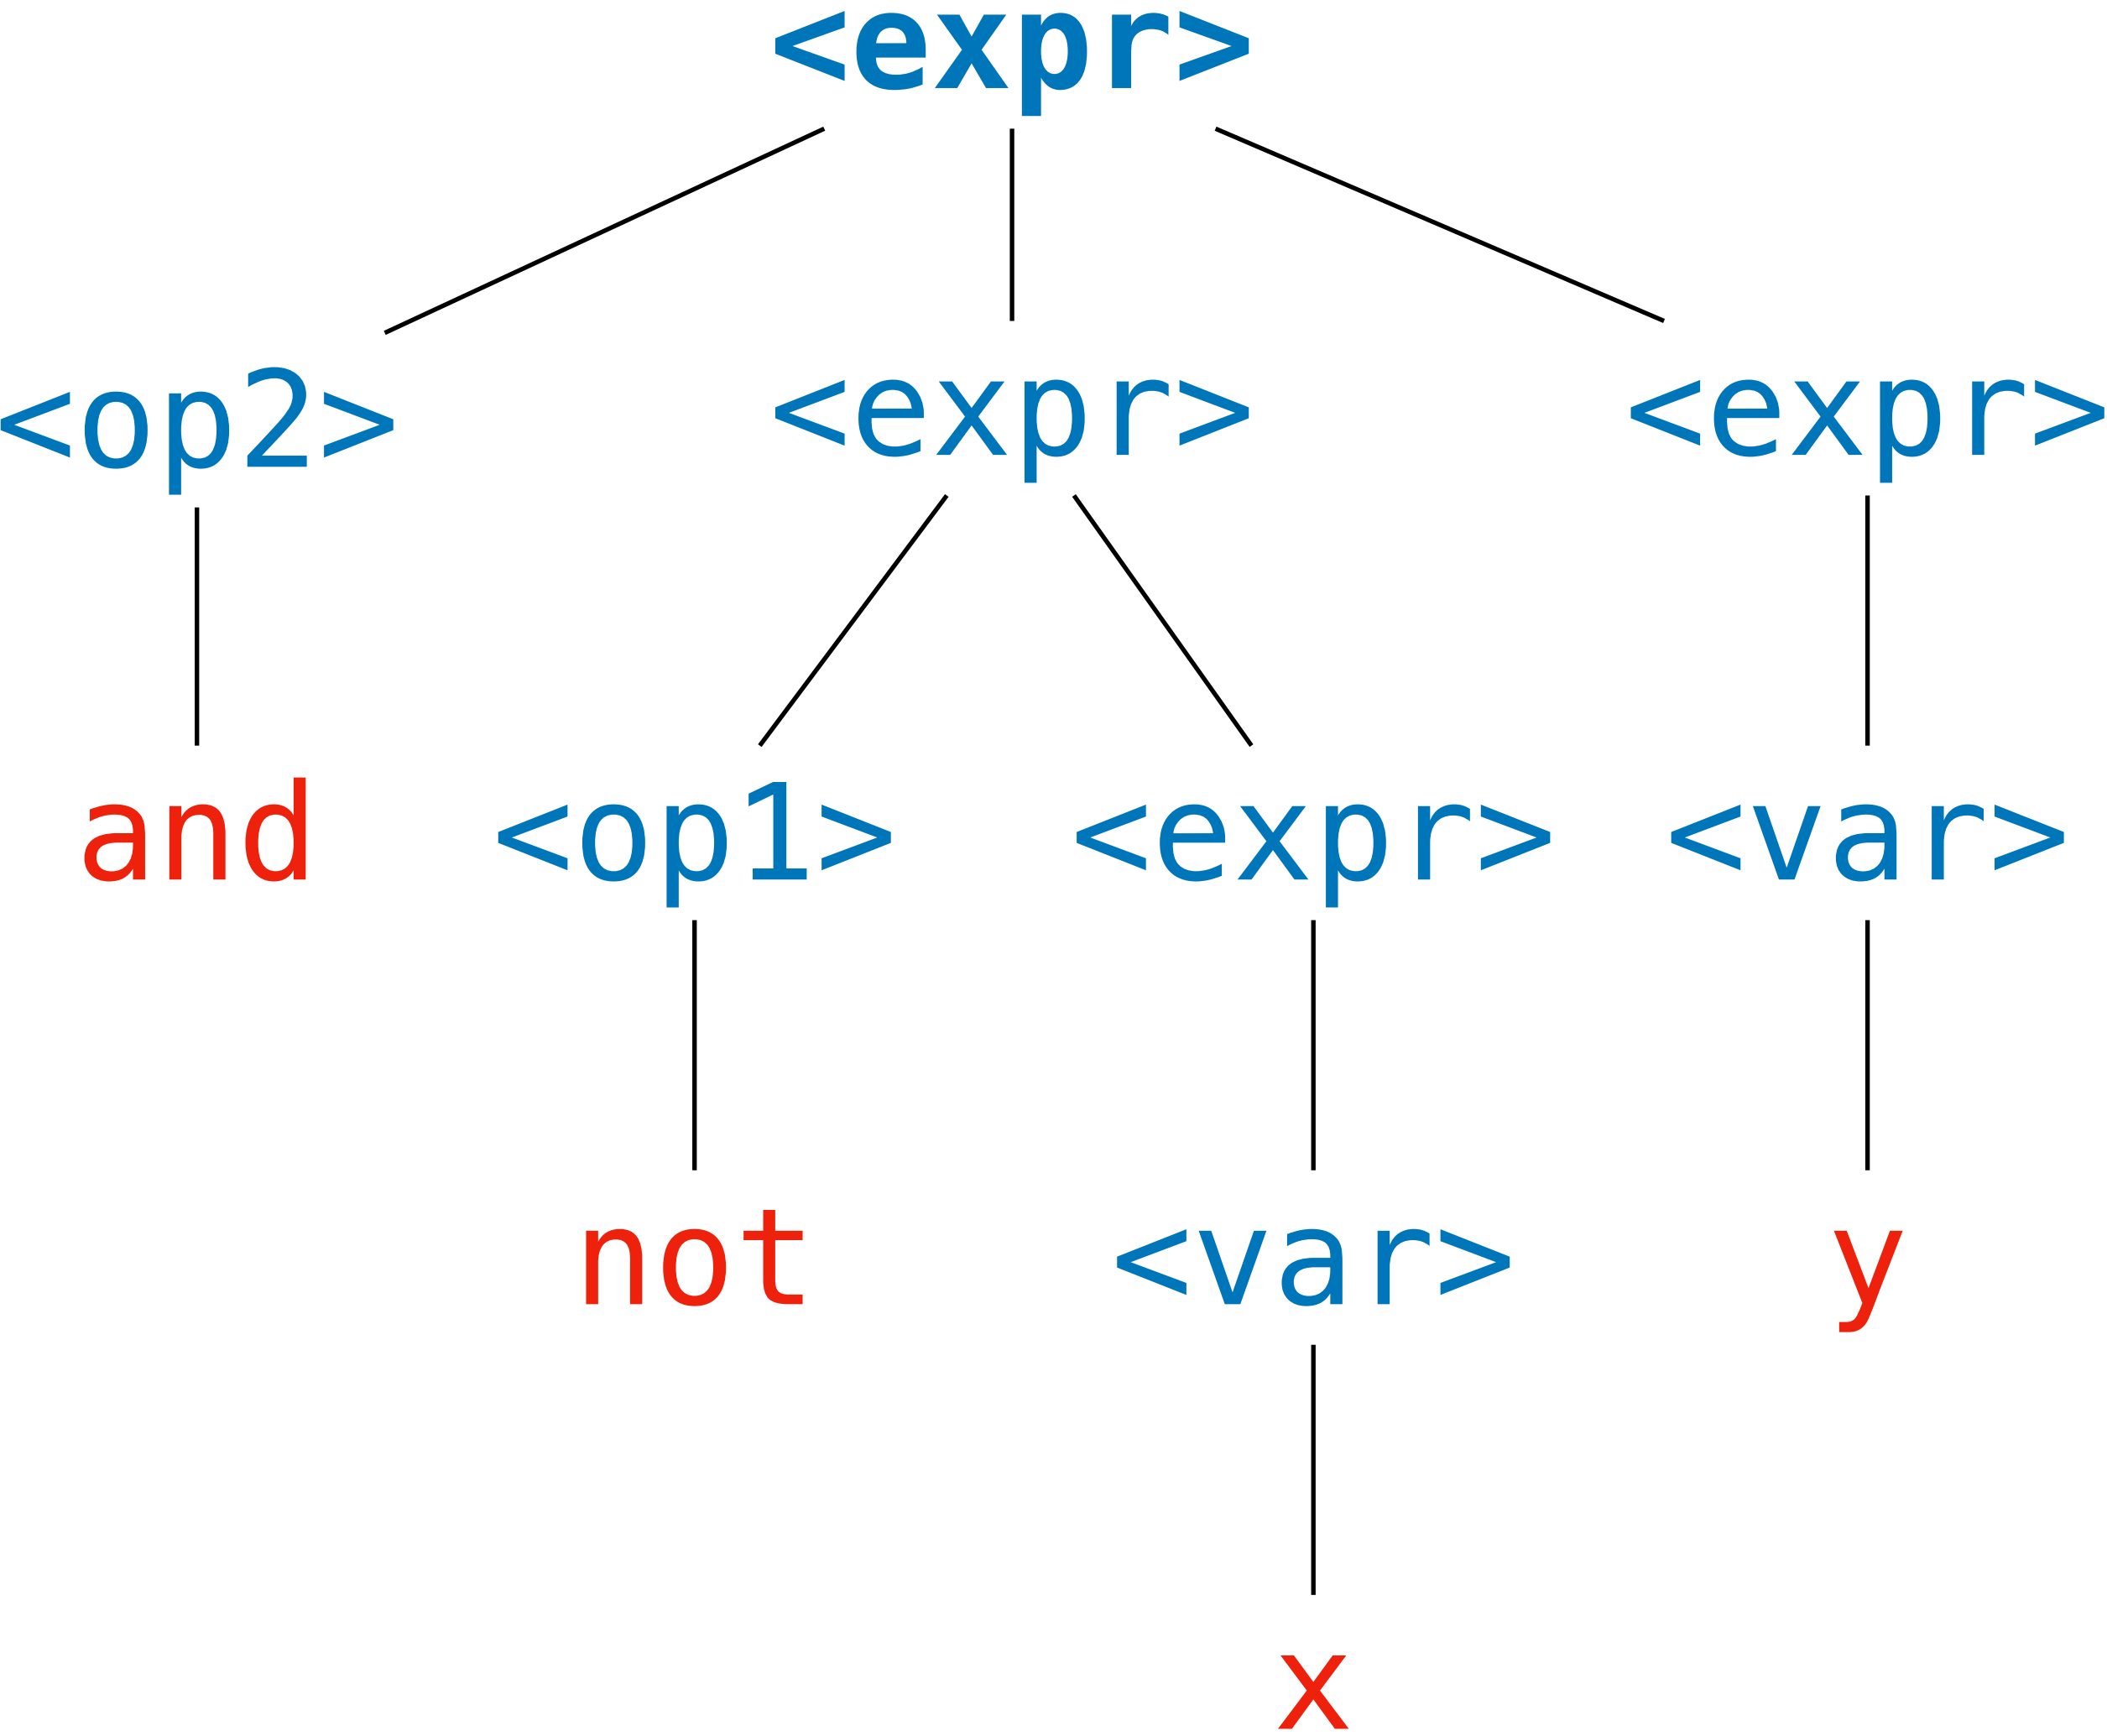 <expr>
<op2> <expr> <expr>
and <op1> <expr> <var>
not <var> y
x